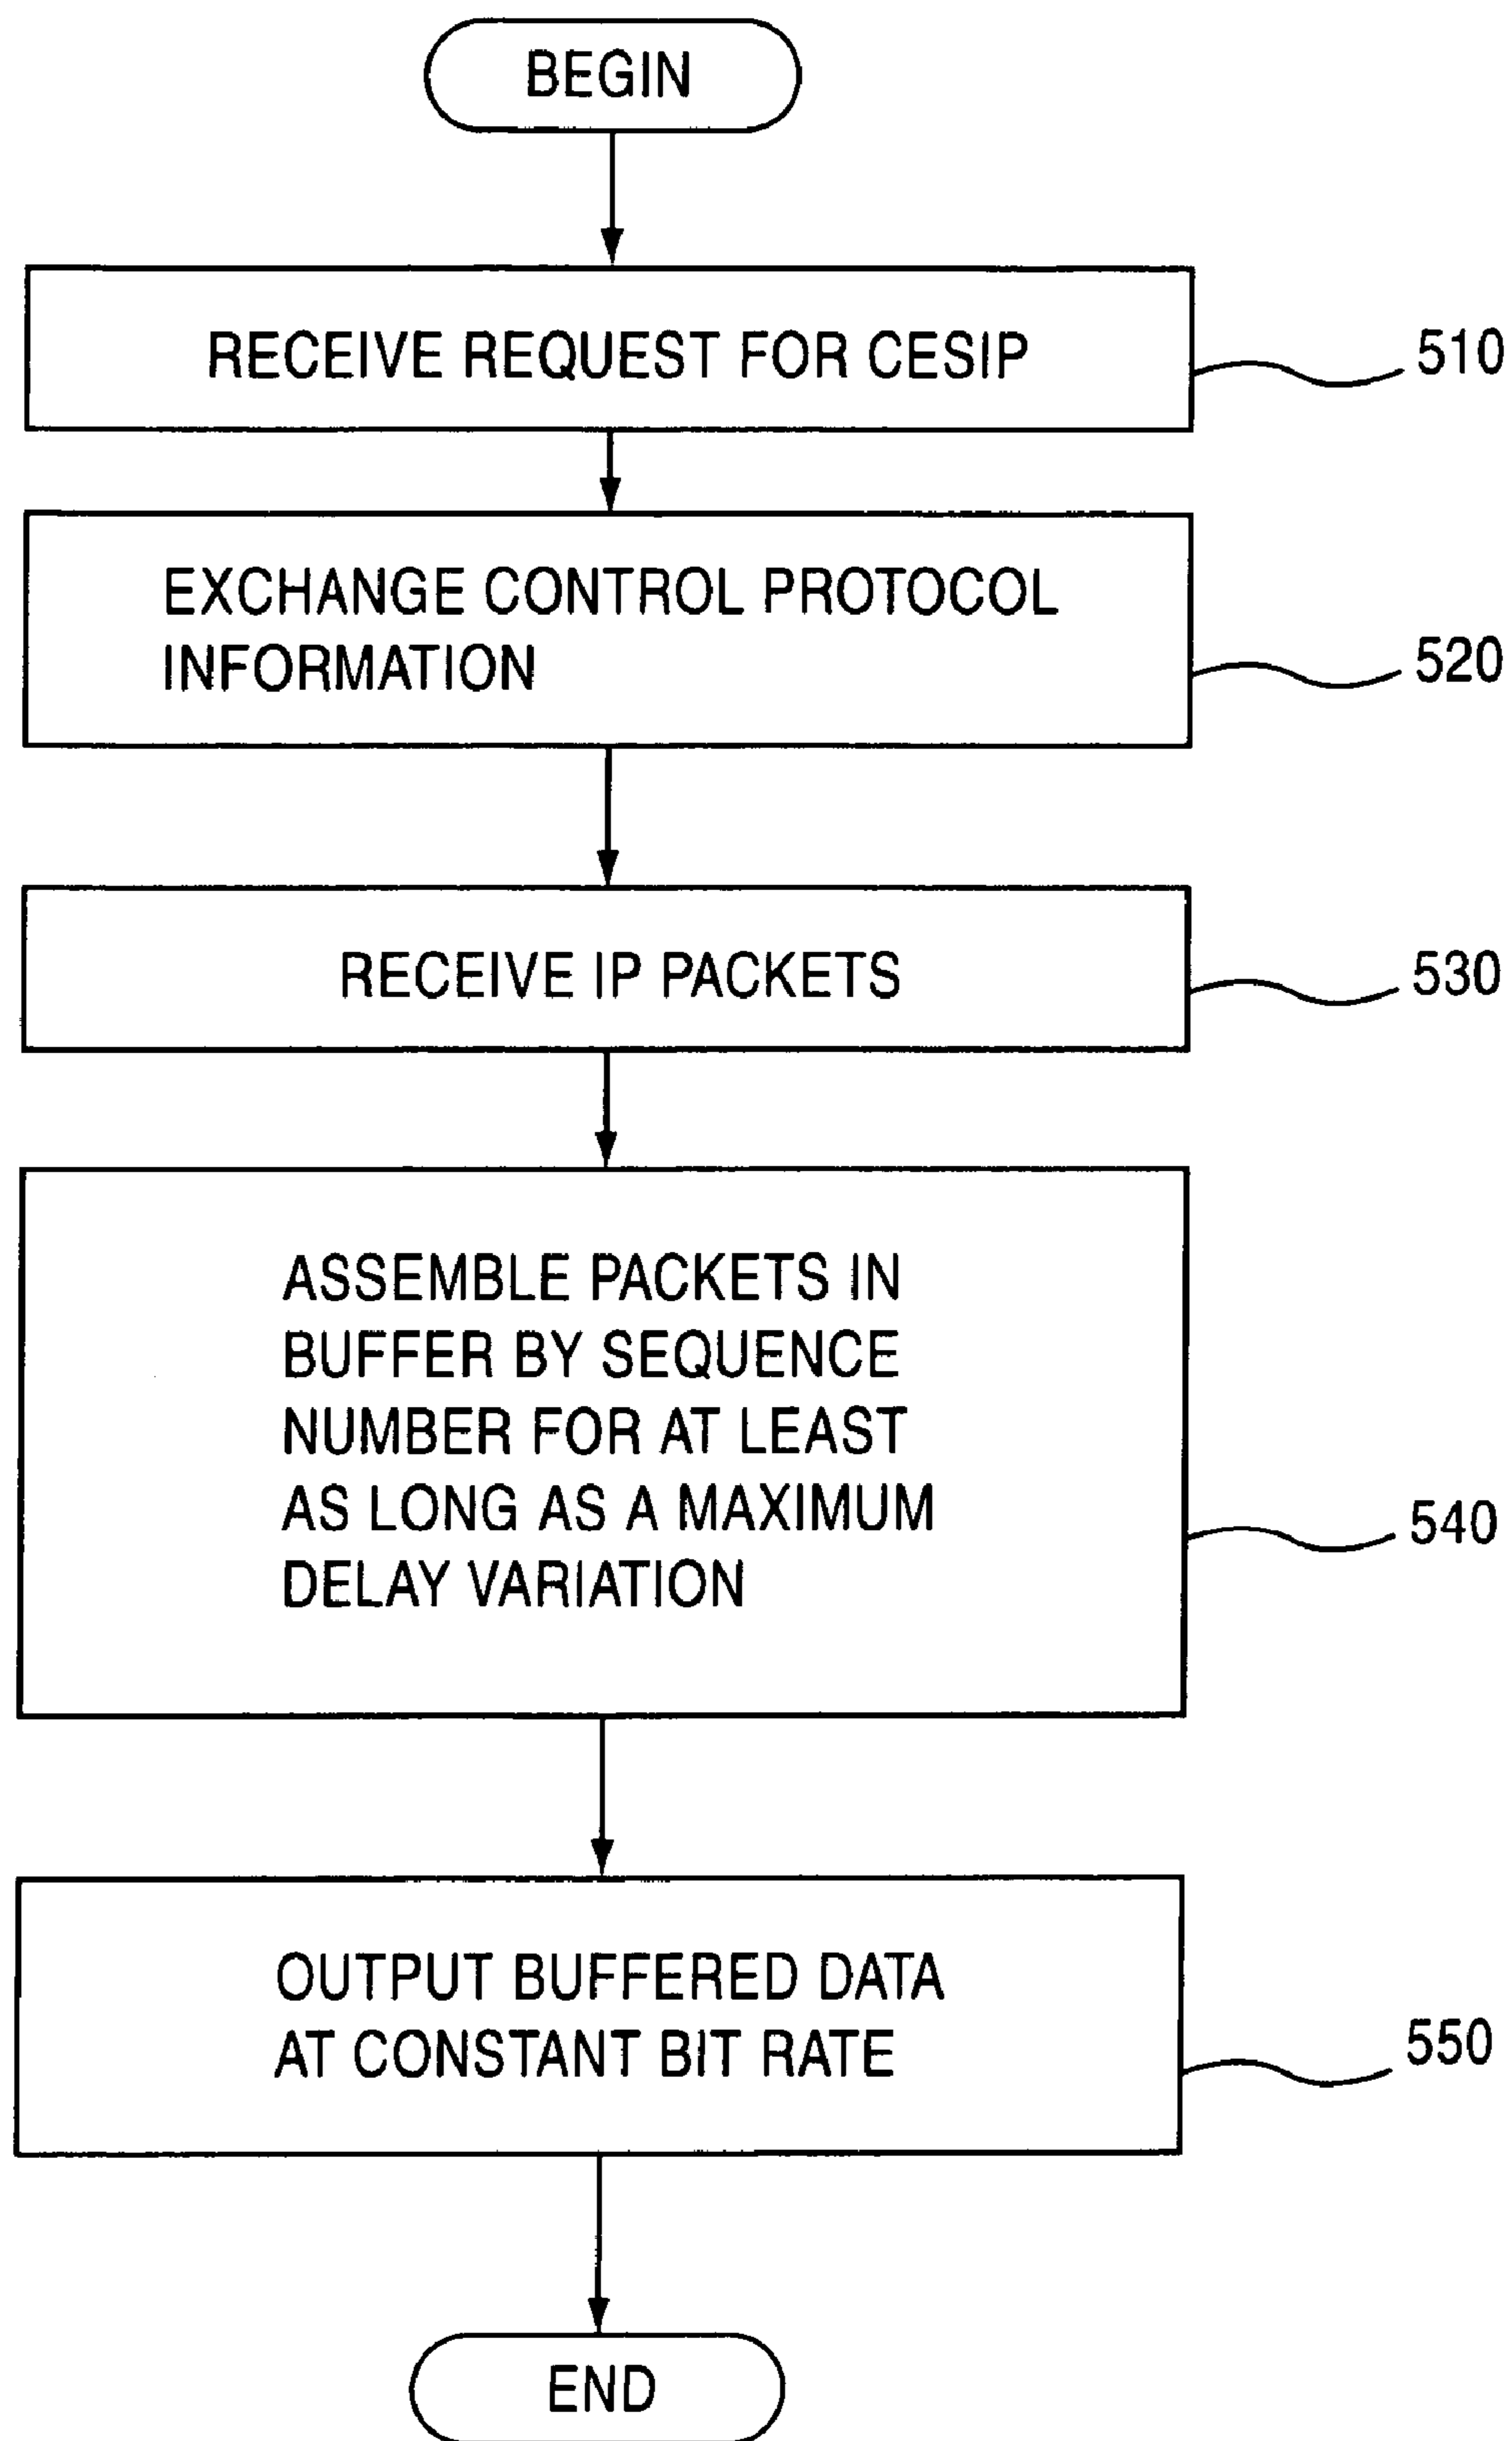 BEGIN
RECEIVE REQUEST FOR CESIP
510
EXCHANGE CONTROL PROTOCOL
INFORMATION
520
RECEIVE IP PACKETS
530
ASSEMBLE PACKETS IN
BUFFER BY SEQUENCE
NUMBER FOR AT LEAST
AS LONG AS A MAXIMUM
DELAY VARIATION
540
OUTPUT BUFFERED DATA
AT CONSTANT BIT RATE
550
END